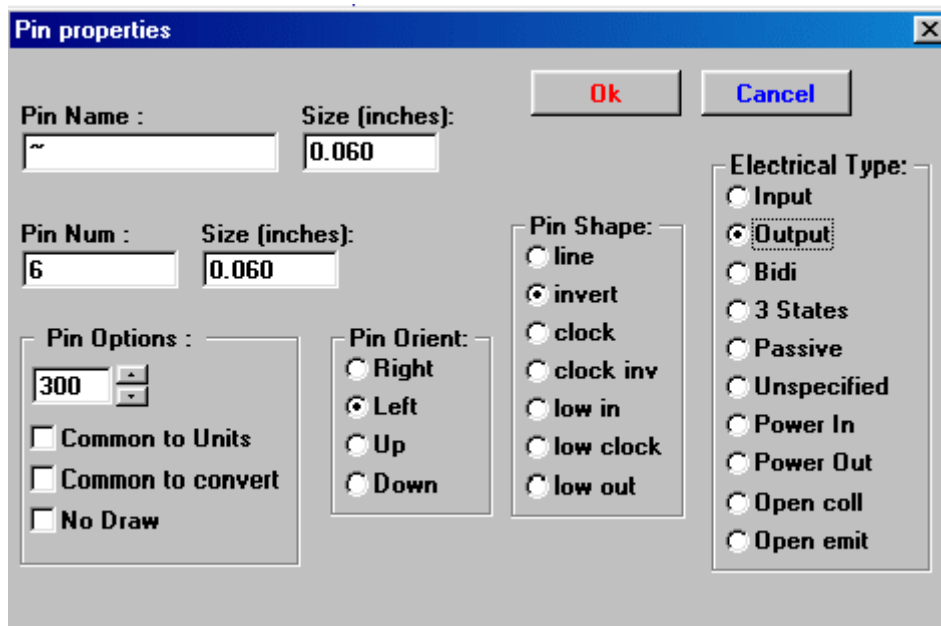 Pin properties
Ok
Cancel
Pin Name :
Size (inches):
~
0.060
Pin Num :
Size (inches):
6
0.060
Pin Options :
300
Common to Units
Common to convert
No Draw
Pin Orient:
Right
Left
Up
Down
Pin Shape:
line
invert
clock
clock inv
low in
low clock
low out
Electrical Type:
Input
Output
Bidi
3 States
Passive
Unspecified
Power In
Power Out
Open coll
Open emit